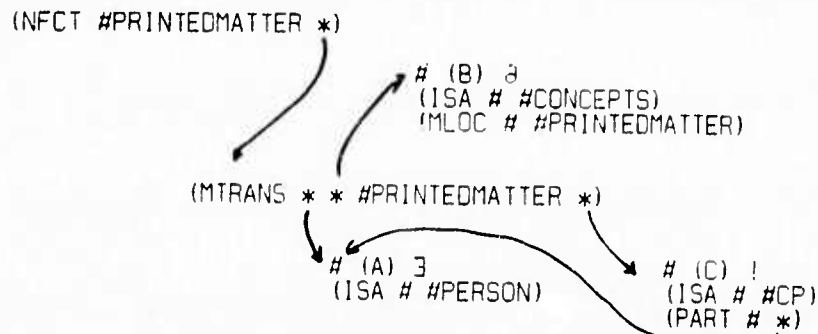 (NFCT #PRINTEDMATTER *)
# (B) ∂
(ISA # #CONCEPTS)
(MLOC # #PRINTEDMATTER)
(MTRANS * * #PRINTEDMATTER *)
# (A) ∃
(ISA # #PERSON)
# (C) !
(ISA # #CP)
(PART # *)